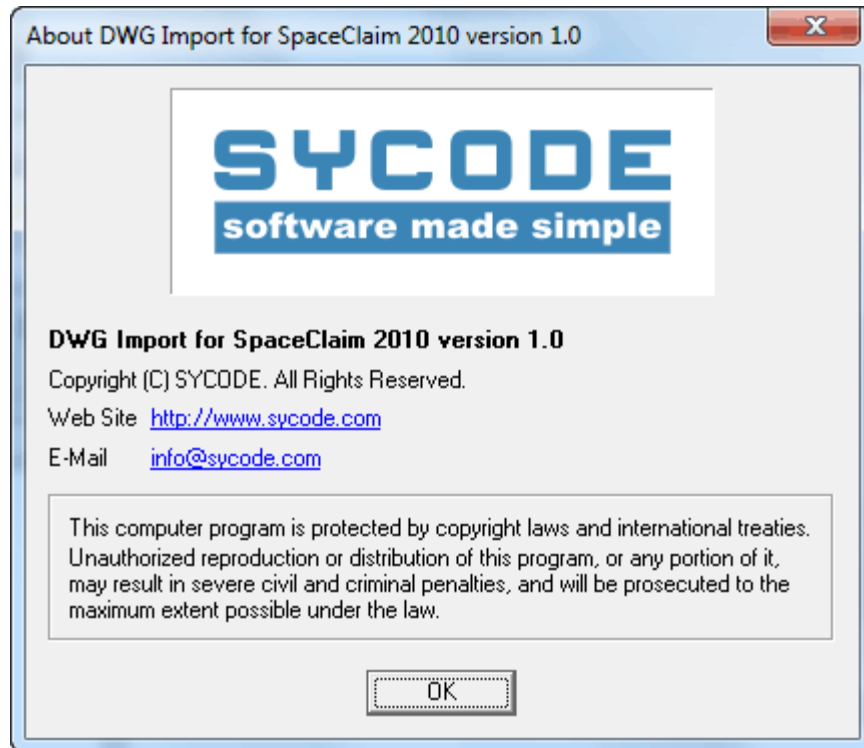 About DWG Import for SpaceClaim 2010 version 1.0
SYCODE
software made simple
DWG Import for SpaceClaim 2010 version 1.0
Copyright (C) SYCODE. All Rights Reserved.
Web Site http://www.sycode.com
E-Mail info@sycode.com
This computer program is protected by copyright laws and international treaties.
Unauthorized reproduction or distribution of this program, or any portion of it,
may result in severe civil and criminal penalties, and will be prosecuted to the
maximum extent possible under the law.
OK